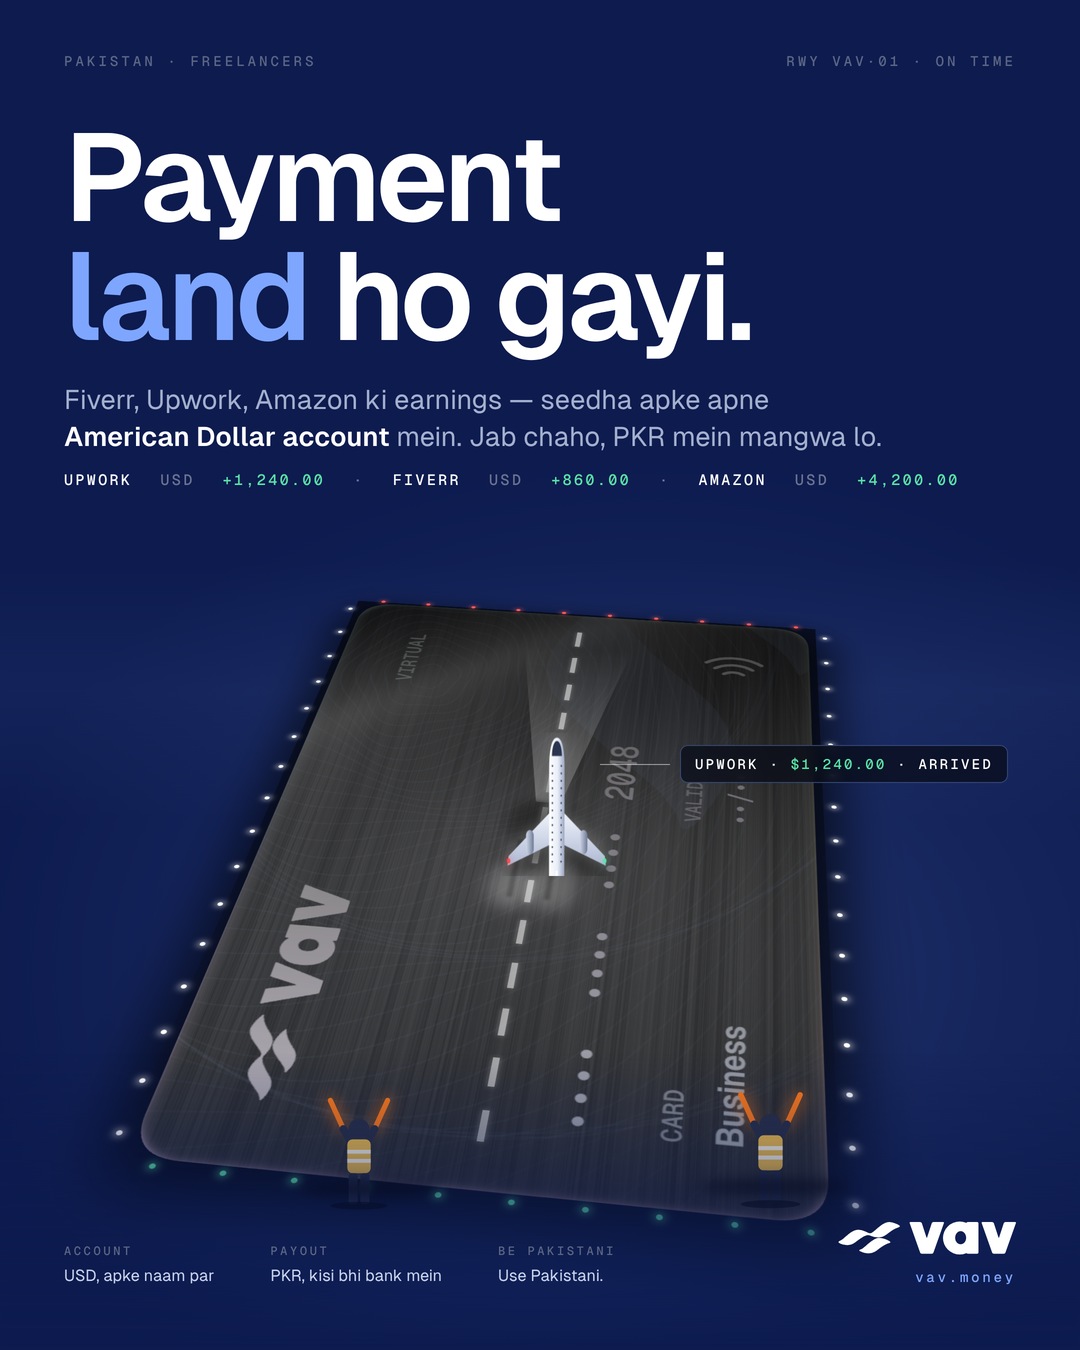 PAKISTAN · FREELANCERS
RWY VAV·01 · ON TIME
Payment
land ho gayi.
Fiverr, Upwork, Amazon ki earnings — seedha apke apne
American Dollar account mein. Jab chaho, PKR mein mangwa lo.
UPWORK USD +1,240.00 · FIVERR USD +860.00 · AMAZON USD +4,200.00
VIRTUAL
2048
VALID
UPWORK · $1,240.00 · ARRIVED
vav
CARD
Business
vav
vav.money
ACCOUNT
USD, apke naam par
PAYOUT
PKR, kisi bhi bank mein
BE PAKISTANI
Use Pakistani.